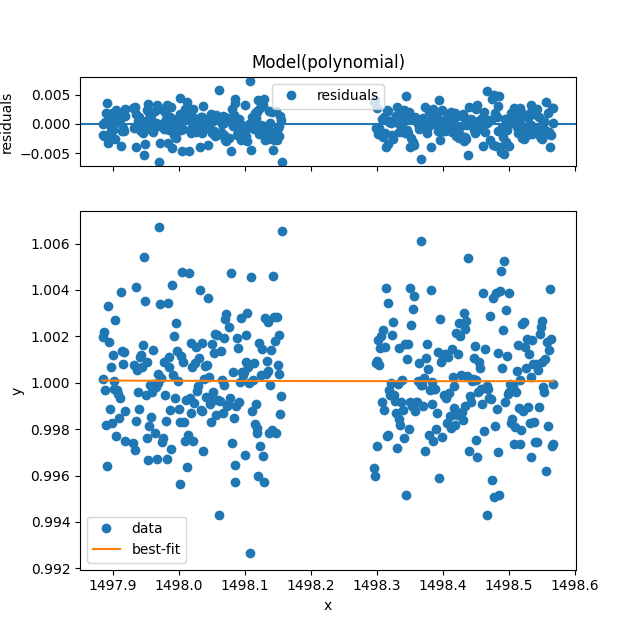 Model(polynomial)
residuals
0.005
0.000
−0.005
residuals
y
1.006
1.004
1.002
1.000
0.998
0.996
0.994
0.992
data
best-fit
1497.9
1498.0
1498.1
1498.2
1498.3
1498.4
1498.5
1498.6
x